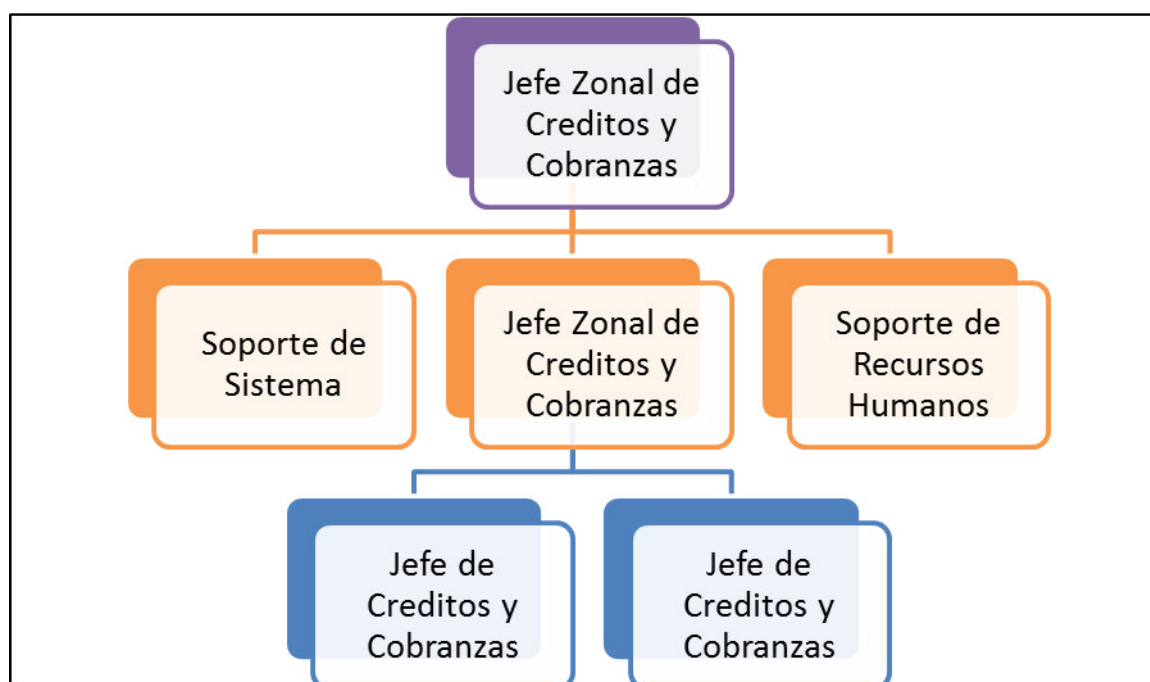 Jefe Zonal de
Creditos y
Cobranzas
Soporte de
Sistema
Jefe Zonal de
Creditos y
Cobranzas
Soporte de
Recursos
Humanos
Jefe de
Creditos y
Cobranzas
Jefe de
Creditos y
Cobranzas